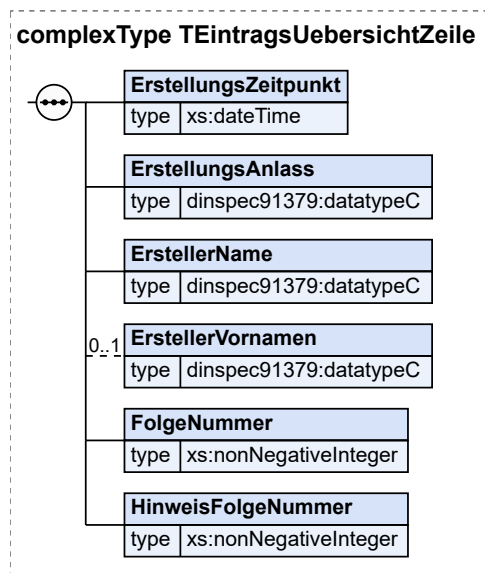 complexType TEintragsUebersichtZeile
ErstellungsZeitpunkt
type xs:dateTime
ErstellungsAnlass
type dinspec91379:datatypeC
ErstellerName
type dinspec91379:datatypeC
0..1 ErstellerVornamen
type dinspec91379:datatypeC
FolgeNummer
type xs:nonNegativeInteger
HinweisFolgeNummer
type xs:nonNegativeInteger